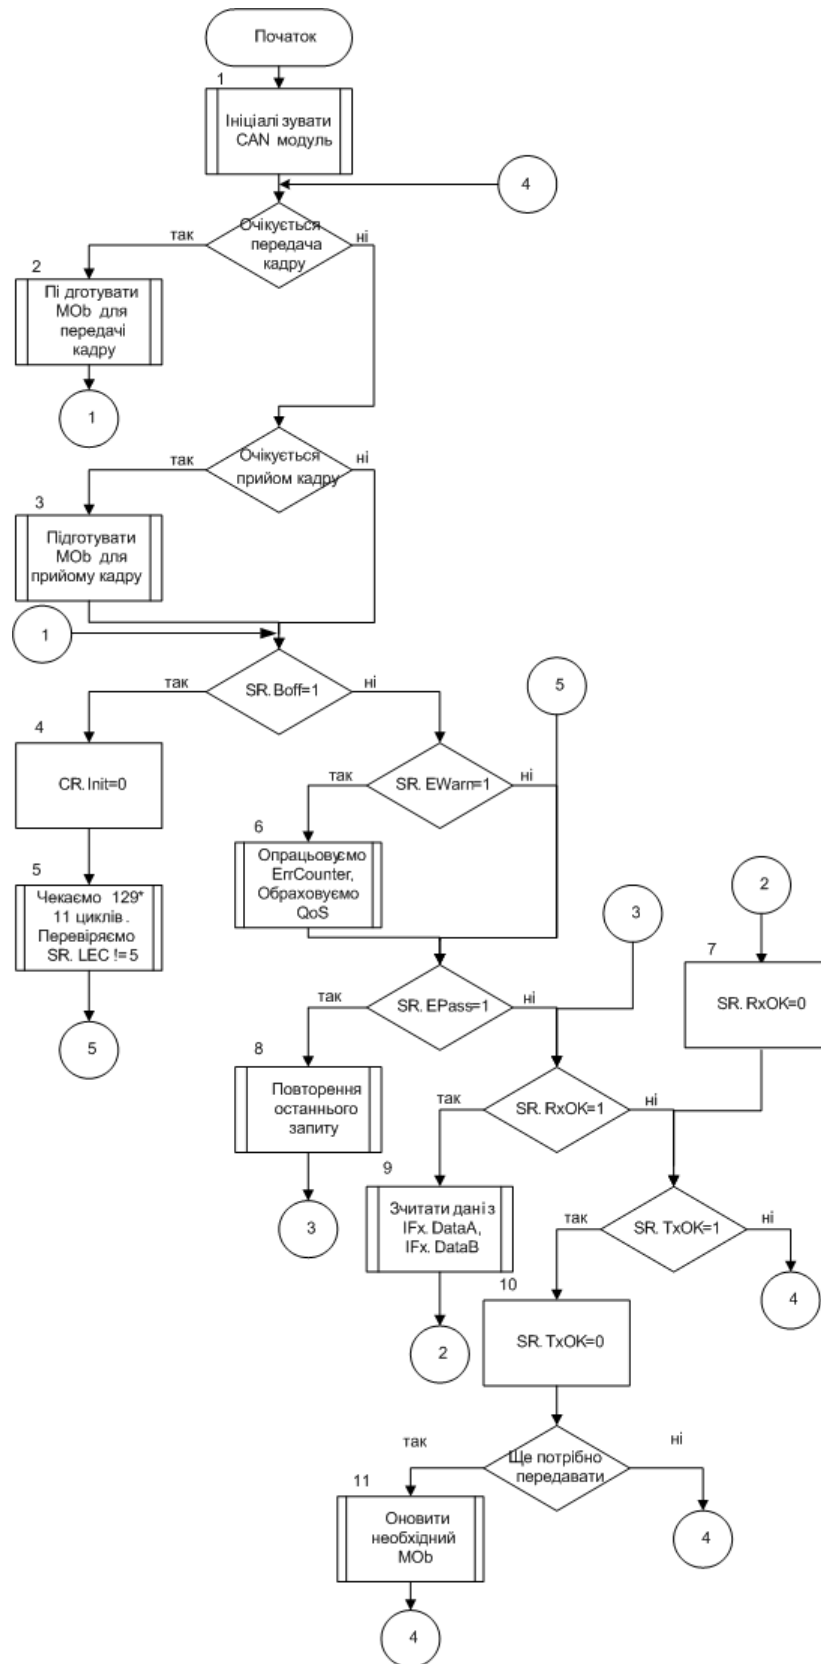 Початок
1
Ініціалі зувати
CAN модуль
4
Очікується
передача
кадру
так
ні
2
Пі дготувати
MOb для
передачі
кадру
1
Очікується
прийом кадру
так
ні
3
Підготувати
MOb для
прийому кадру
1
SR. Boff=1
так
ні
5
4
CR. Init=0
SR. EWarn=1
так
ні
6
Опрацьовуємо
ErrCounter,
Обраховуємо
QoS
5
Чекаємо 129*
11 циклів.
Перевіряємо
SR. LEC != 5
5
2
3
7
SR. RxOK=0
SR. EPass=1
так
ні
8
Повторення
останнього
запиту
3
SR. RxOK=1
так
ні
9
Зчитати дані з
IFx. DataA,
IFx. DataB
2
SR. TxOK=1
так
ні
4
10
SR. TxOK=0
Ще потрібно
передавати
так
ні
4
11
Оновити
необхідний
MOb
4